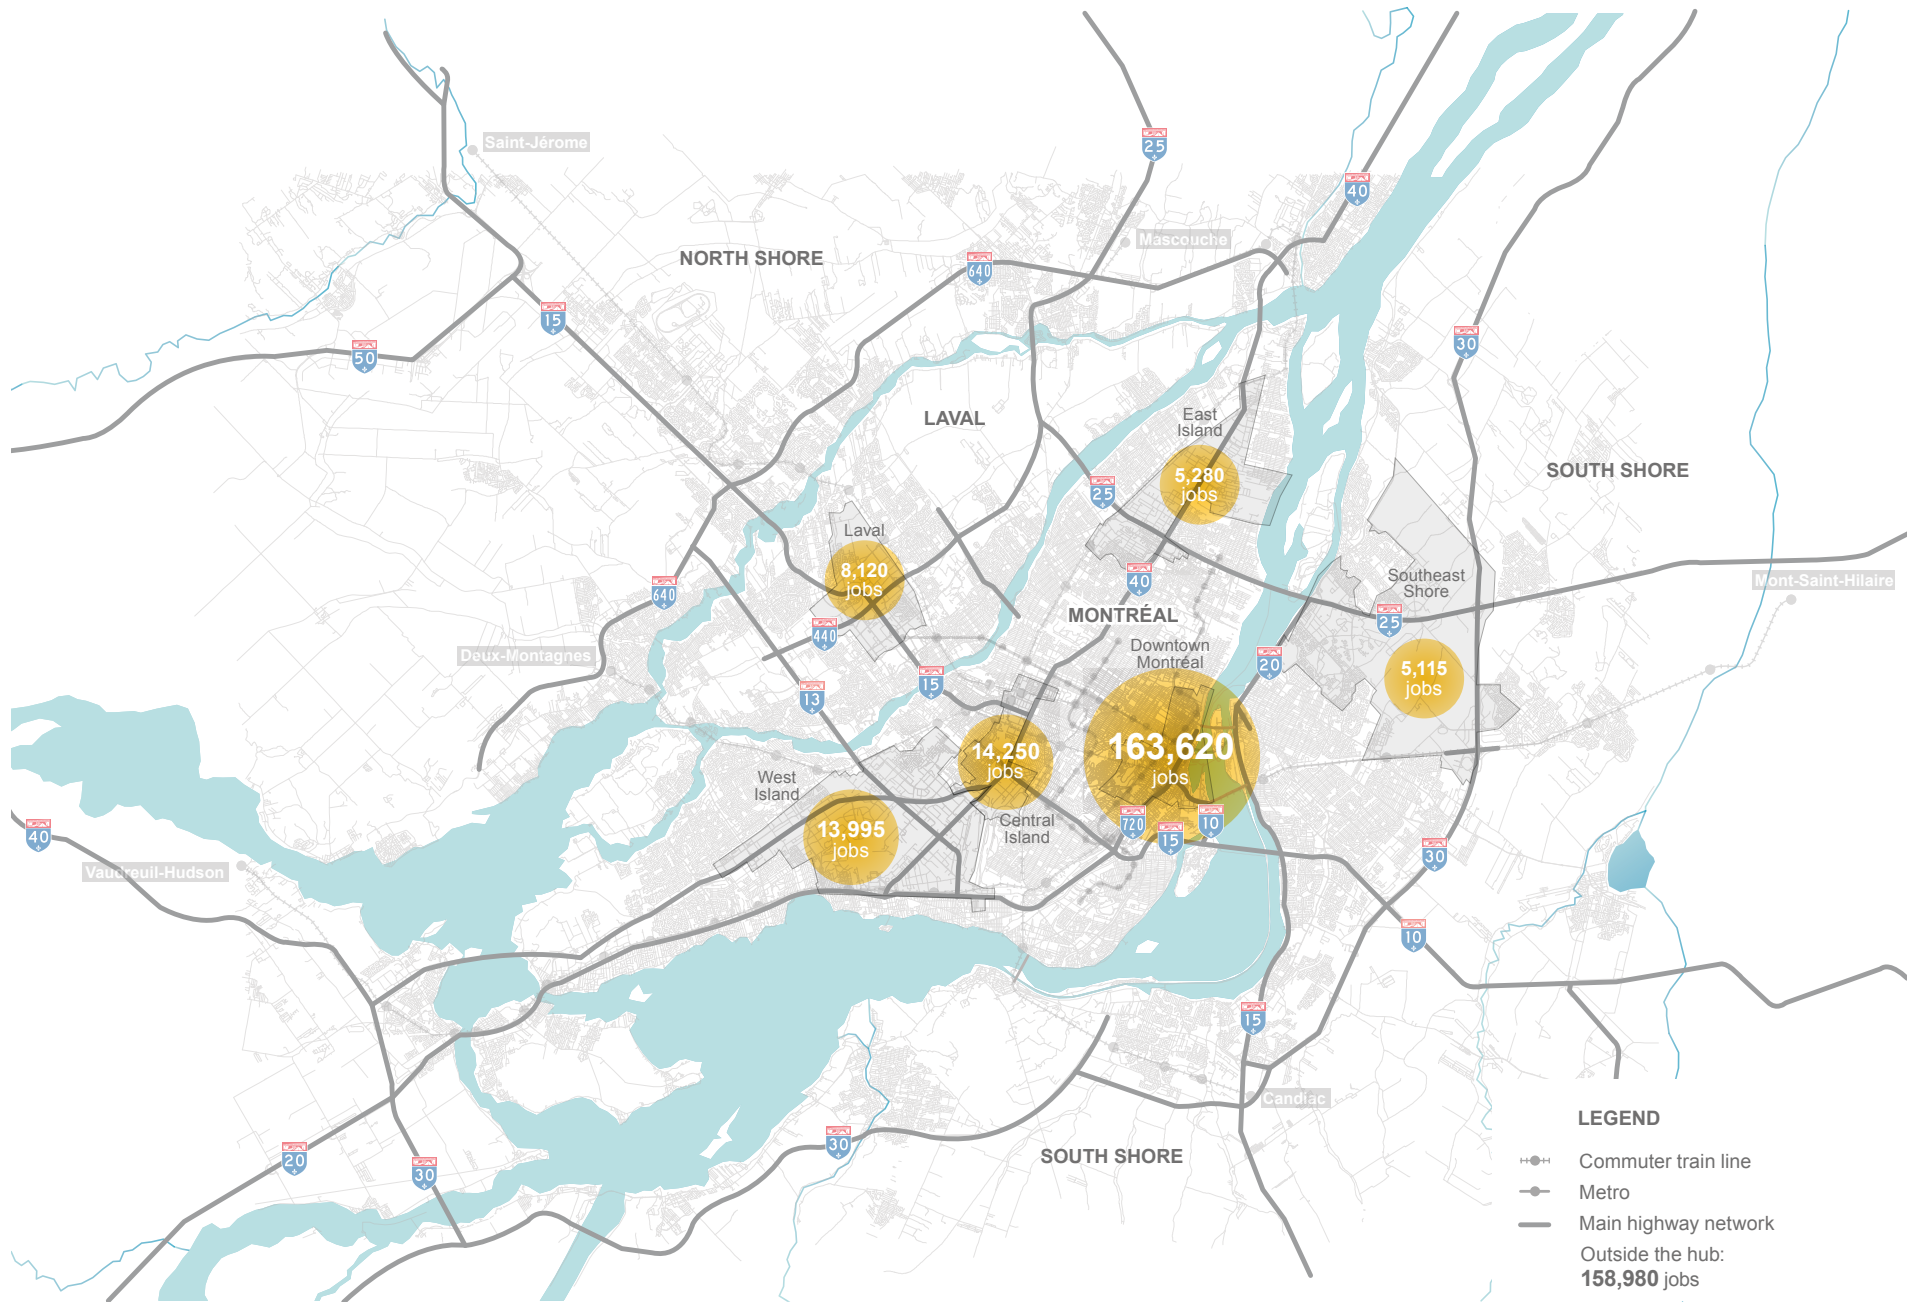 25
Saint-Jérome
40
Mascouche
NORTH SHORE
640
15
30
50
East
Island
LAVAL
SOUTH SHORE
5,280
jobs
25
Laval
8,120
jobs
40
Southeast
Shore
Mont-Saint-Hilaire
640
MONTRÉAL
25
440
Downtown
Montréal
Deux-Montagnes
20
5,115
jobs
15
13
163,620
jobs
14,250
jobs
West
Island
13,995
jobs
Central
Island
720
10
15
40
30
Vaudreuil-Hudson
10
15
Candiac
30
20
30
SOUTH SHORE
LEGEND
Commuter train line
Metro
Main highway network
Outside the hub:
158,980 jobs